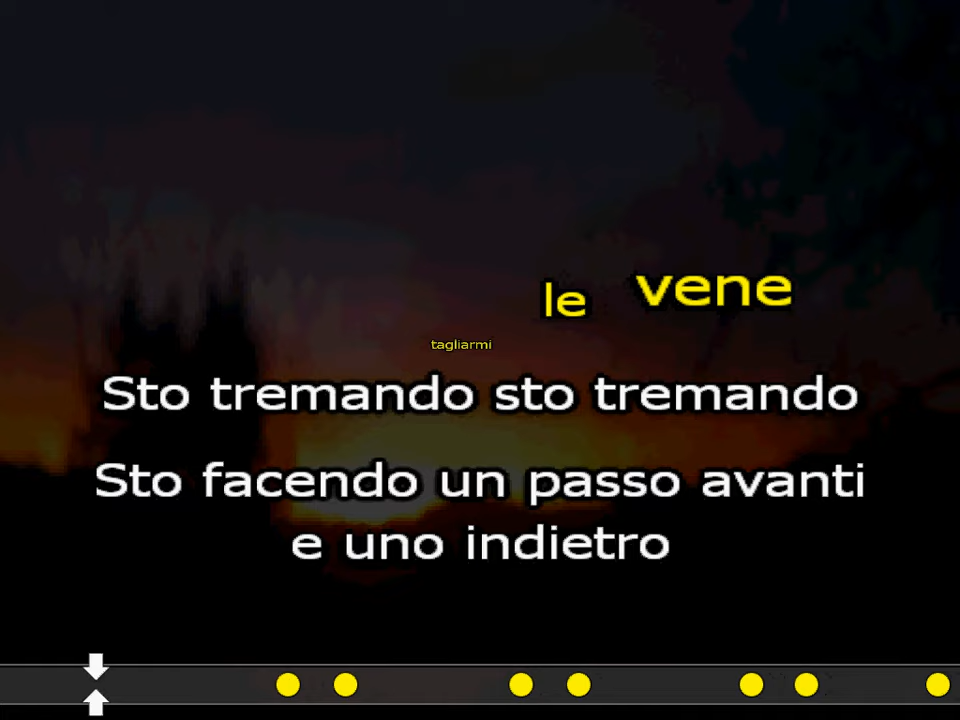 tagliarmi le vene
Sto tremando sto tremando
Sto facendo un passo avanti
e uno indietro